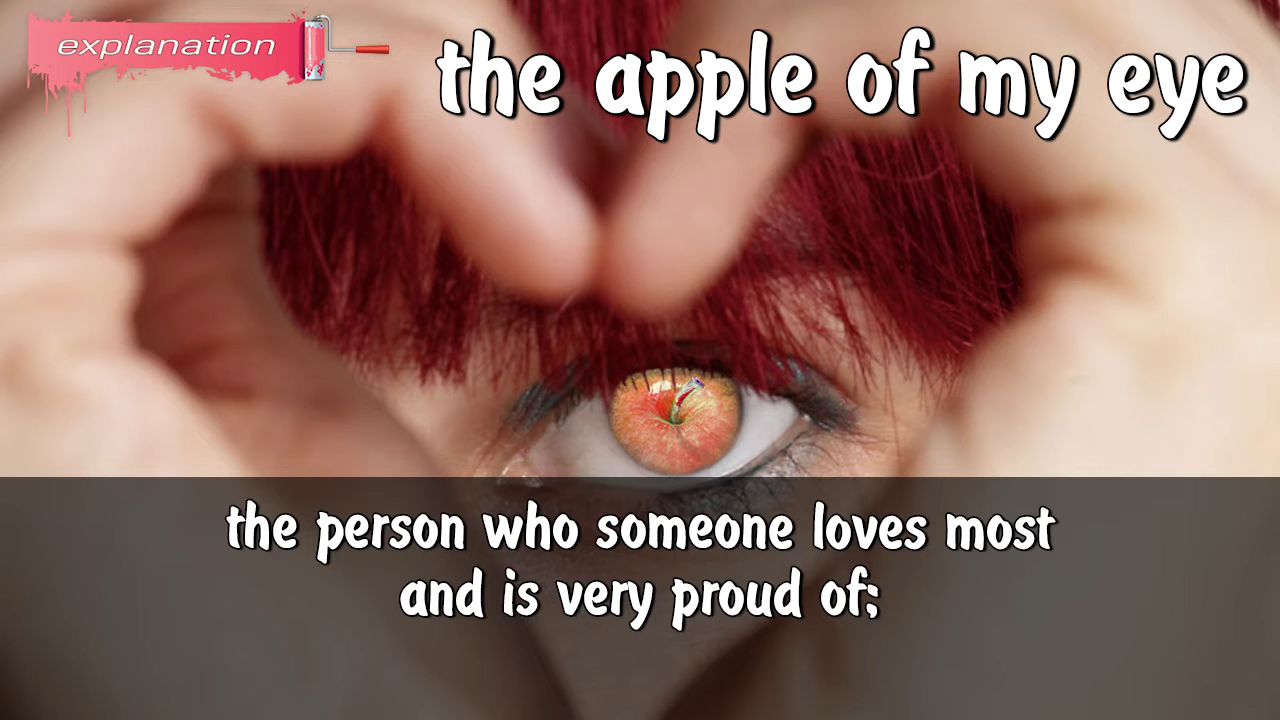 explanation
the apple of my eye
the person who someone loves most
and is very proud of;